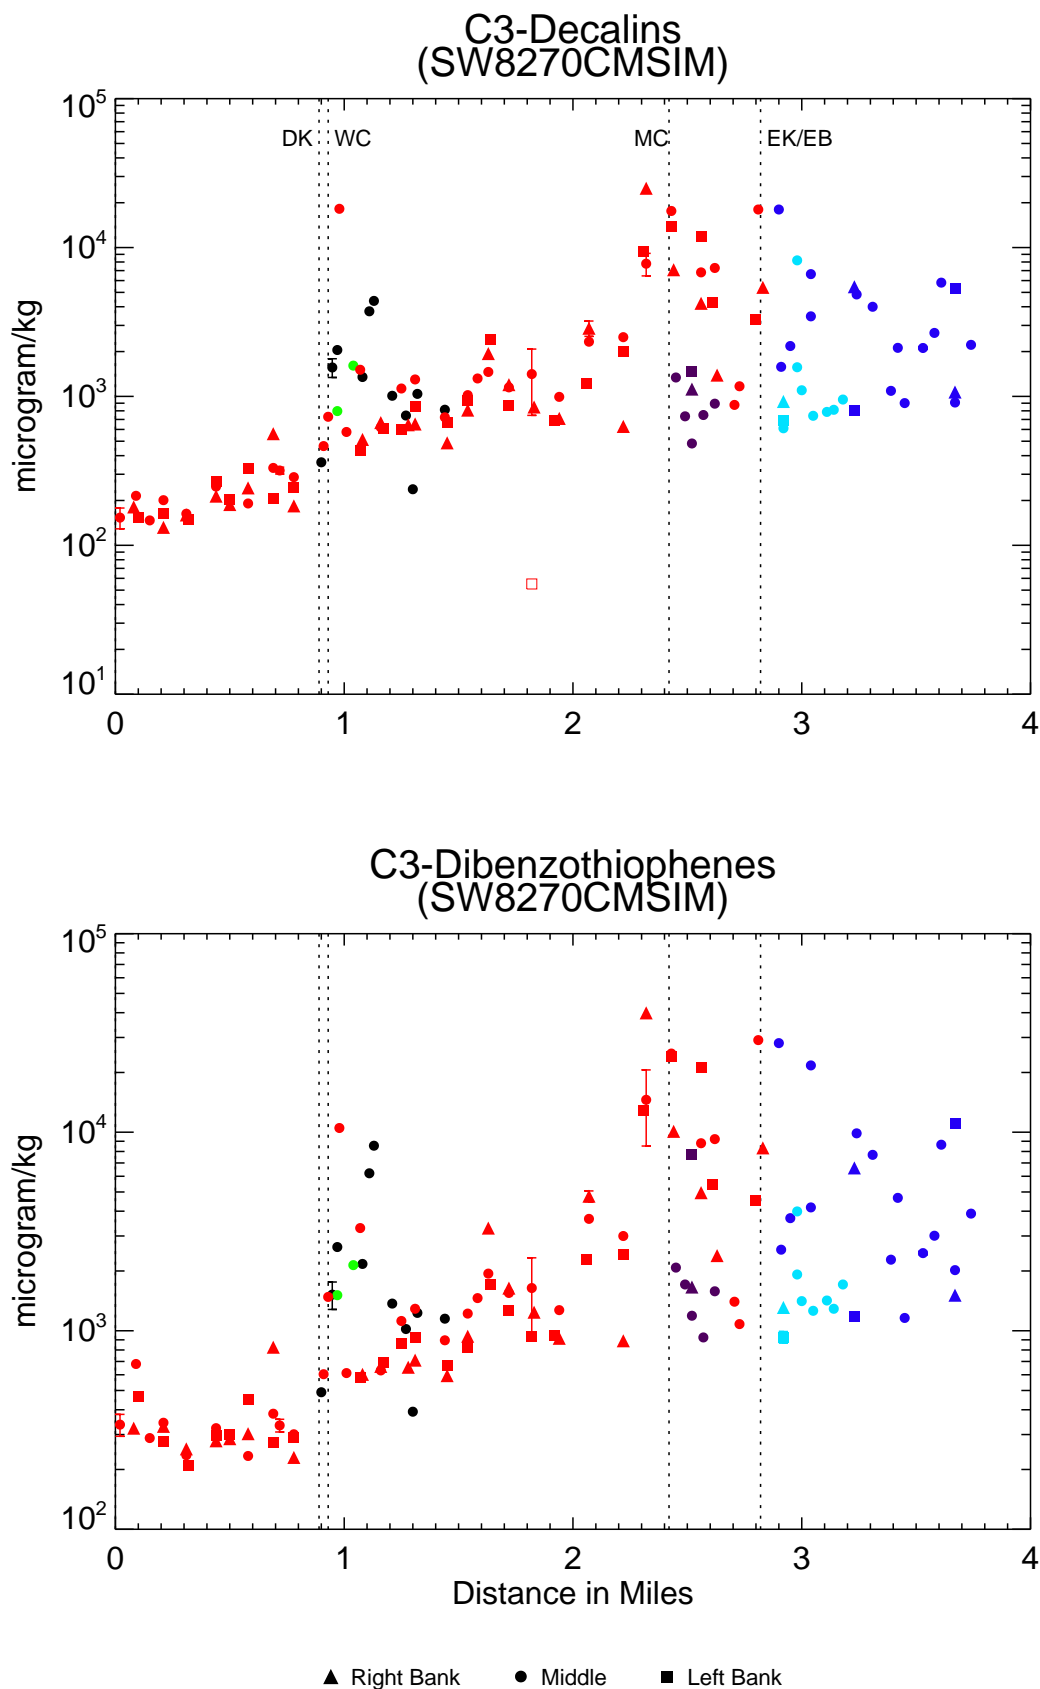 C3-Decalins
(SW8270CMSIM)
10^5
DK WC MC EK/EB
10^4
10^3
10^2
10^1
microgram/kg
0 1 2 3 4
C3-Dibenzothiophenes
(SW8270CMSIM)
10^5
10^4
10^3
10^2
microgram/kg
0 1 2 3 4
Distance in Miles
Right Bank Middle Left Bank